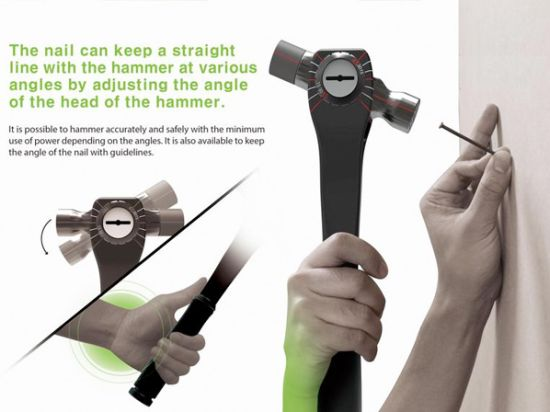 The nail can keep a straight
line with the hammer at various
angles by adjusting the angle
of the head of the hammer.
It is possible to hammer accurately and safely with the minimum
use of power depending on the angles. It is also available to keep
the angle of the nail with guidelines.